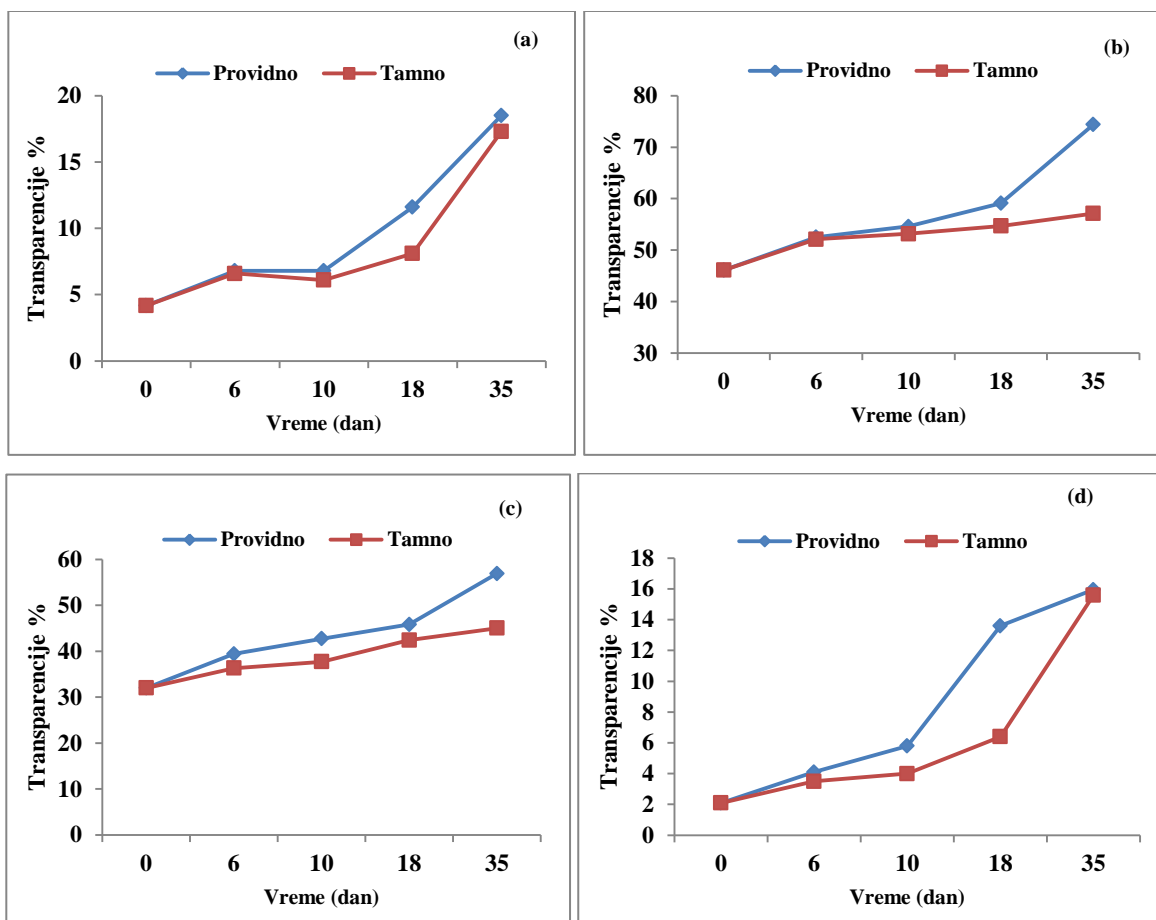 (a)
Providno Tamno
20
15
10
5
0
Transparencije %
0 6 10 18 35
Vreme (dan)
(b)
Providno Tamno
80
70
60
50
40
30
Transparencije %
0 6 10 18 35
Vreme (dan)
(c)
Providno Tamno
60
50
40
30
20
10
0
Transparencije %
0 6 10 18 35
Vreme (dan)
(d)
Providno Tamno
18
16
14
12
10
8
6
4
2
0
Transparencije %
0 6 10 18 35
Vreme (dan)